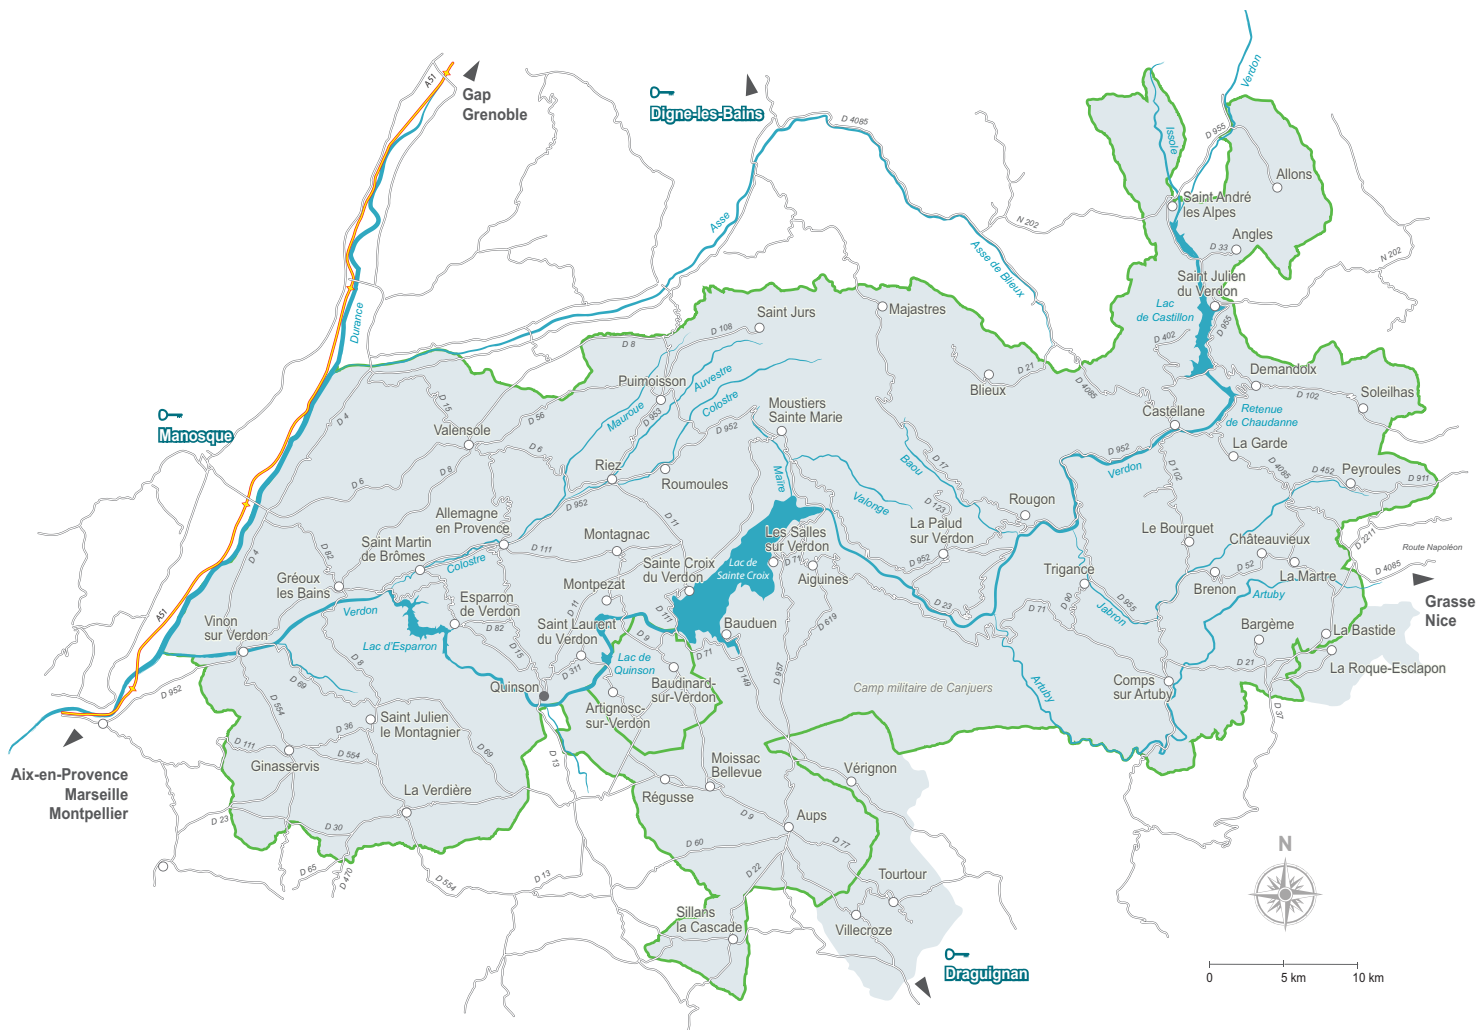 A51
Gap
Grenoble
Digne-les-Bains
D 4085
Verdon
D 955
Issole
Allons
Saint-André
les Alpes
Asse
N 202
Angles
D 33
N 202
Asse de Blieux
Saint Julien
du Verdon
Durance
Saint Jurs
Majastres
Lac
de Castillon
D 955
D 108
D 402
D 8
Puimoisson
Auvestre
D 21
Blieux
Demandolx
Soleilhas
D 4085
D 102
Mauroue
D 953
Colostre
Moustiers
Sainte Marie
Castellane
Retenue
de Chaudanne
Manosque
D 4
D 15
D 56
Valensole
D 952
La Garde
D 6
D 8
D 6
Riez
Roumoules
Maire
Valonge
Baou
D 17
D 952
Verdon
D 102
D 4085
D 452
Peyroules
D 911
D 952
D 11
D 123
Rougon
Allemagne
en Provence
Saint Martin
de Brômes
Colostre
D 111
Montagnac
La Palud
sur Verdon
Le Bourguet
Châteauvieux
D 2211
Route Napoléon
D 4
D 82
Les Salles
sur Verdon
D 71
Lac de
Sainte Croix
Sainte Croix
du Verdon
Aiguines
D 952
Trigance
D 52
La Martre
D 4085
Gréoux
les Bains
Montpezat
Brenon
Artuby
Grasse
Nice
A51
Verdon
Esparron
de Verdon
D 82
D 11
Saint Laurent
du Verdon
D 111
D 23
D 71
D 90
Jabron
D 955
Vinon
sur Verdon
Lac d'Esparron
D 15
D 9
Bauduen
D 619
Bargème
La Bastide
D 8
D 311
Lac de
Quinson
D 71
D 149
D 957
D 21
La Roque-Esclapon
D 952
D 69
Quinson
Baudinard-
sur-Verdon
Camp militaire de Canjuers
Artuby
Comps
sur Artuby
D 554
Artignosc-
sur-Verdon
D 37
D 36
Saint Julien
le Montagnier
D 111
D 554
D 69
D 13
Ginasservis
Moissac
Bellevue
Vérignon
Aix-en-Provence
Marseille
Montpellier
La Verdière
Régusse
D 23
D 30
D 9
Aups
D 60
D 77
N
D 65
D 470
D 554
D 13
D 22
Tourtour
Sillans
la Cascade
Villecroze
Draguignan
0
5 km
10 km